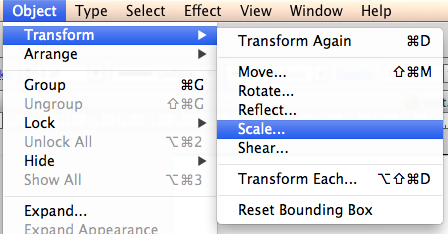 Object Type Select Effect View Window Help
Transform ▶
Arrange ▶
Group ⌘G
Ungroup ⇧⌘G
Lock ▶
Unlock All ⌥⌘2
Hide ▶
Show All ⌥⌘3
Expand...
Expand Appearance
Transform Again ⌘D
Move... ⇧⌘M
Rotate...
Reflect...
Scale...
Shear...
Transform Each... ⌥⇧⌘D
Reset Bounding Box